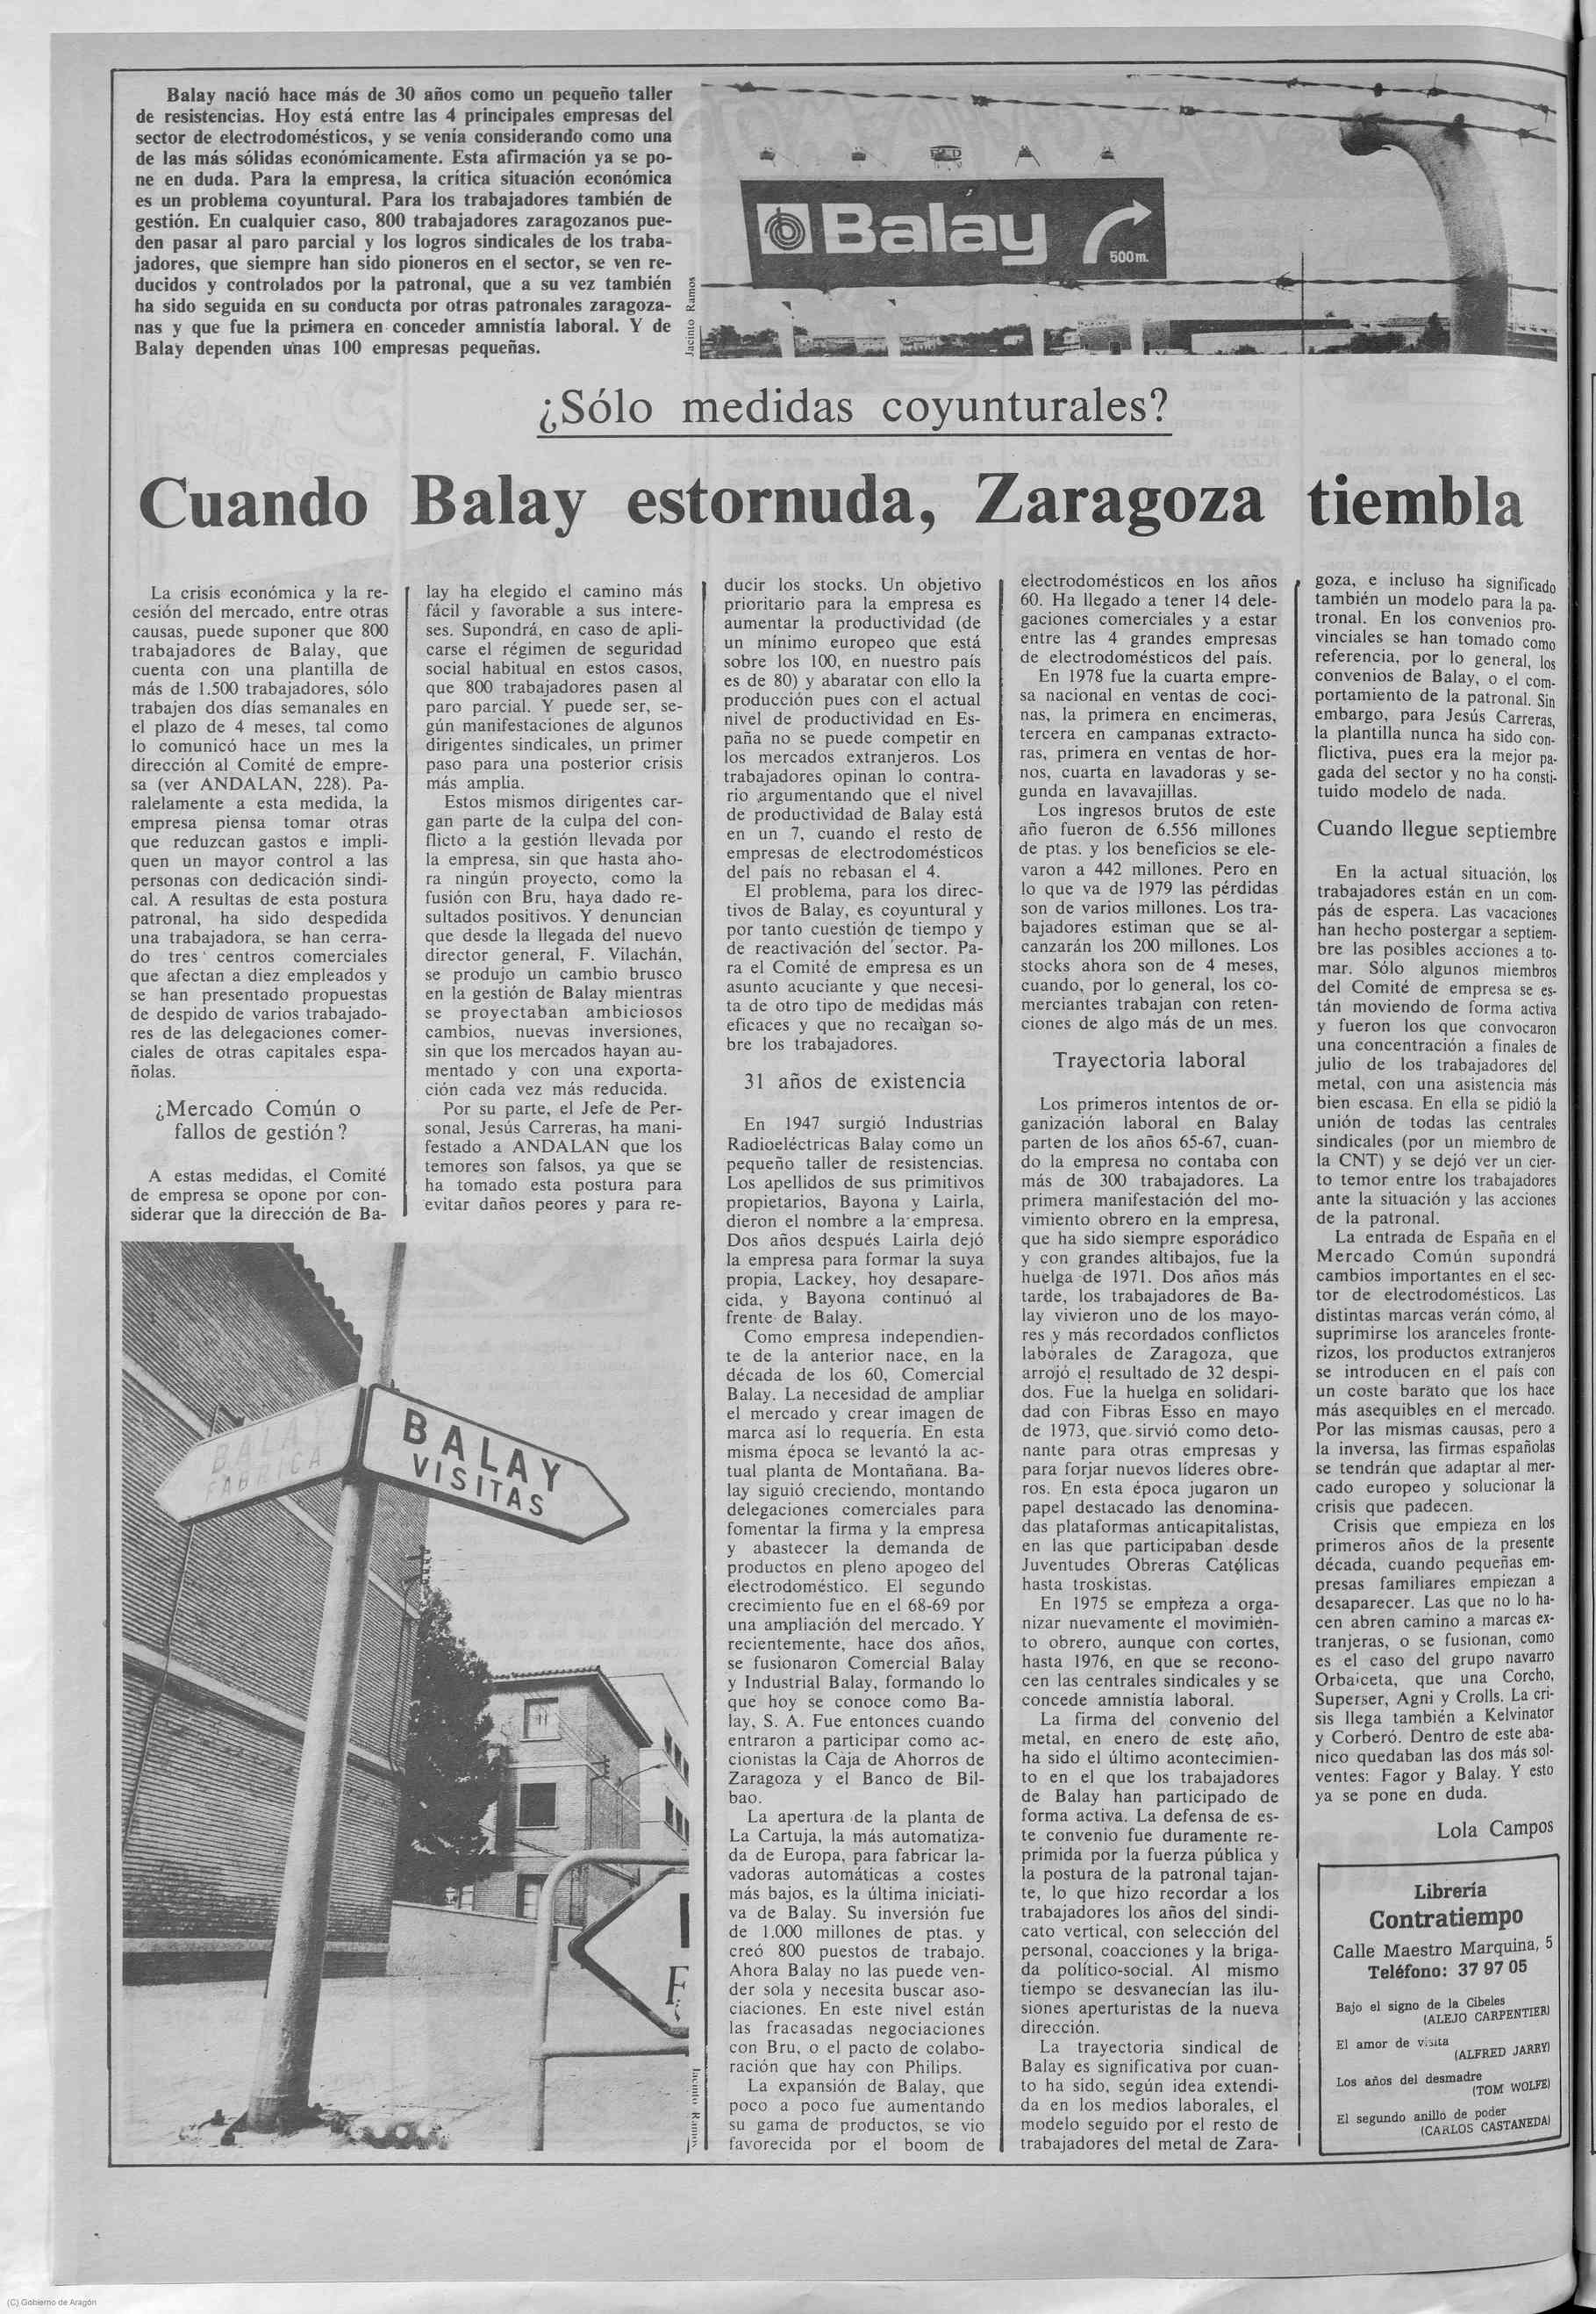 Balay nació hace más de 30 años como un pequeño taller
de resistencias. Hoy está entre las 4 principales empresas del
sector de electrodomésticos, y se venía considerando como una
de las más sólidas económicamente. Esta afirmación ya se po-
ne en duda. Para la empresa, la crítica situación económica
es un problema coyuntural. Para los trabajadores también de
gestión. En cualquier caso, 800 trabajadores zaragozanos pue-
den pasar al paro parcial y los logros sindicales de los traba-
jadores, que siempre han sido pioneros en el sector, se ven re-
ducidos y controlados por la patronal, que a su vez también
ha sido seguida en su conducta por otras patronales zaragoza-
nas y que fue la primera en conceder amnistía laboral. Y de
Balay dependen unas 100 empresas pequeñas.
Jacinto Ramos
Balay
500 m.
¿Sólo medidas coyunturales?
Cuando Balay estornuda, Zaragoza tiembla
La crisis económica y la re-
cesión del mercado, entre otras
causas, puede suponer que 800
trabajadores de Balay, que
cuenta con una plantilla de
más de 1.500 trabajadores, sólo
trabajen dos días semanales en
el plazo de 4 meses, tal como
lo comunicó hace un mes la
dirección al Comité de empre-
sa (ver ANDALAN, 228). Pa-
ralelamente a esta medida, la
empresa piensa tomar otras
que reduzcan gastos e impli-
quen un mayor control a las
personas con dedicación sindi-
cal. A resultas de esta postura
patronal, ha sido despedida
una trabajadora, se han cerra-
do tres centros comerciales
que afectan a diez empleados y
se han presentado propuestas
de despido de varios trabajado-
res de las delegaciones comer-
ciales de otras capitales espa-
ñolas.
¿Mercado Común o
fallos de gestión?
A estas medidas, el Comité
de empresa se opone por con-
siderar que la dirección de Ba-
lay ha elegido el camino más
fácil y favorable a sus intere-
ses. Supondrá, en caso de apli-
carse el régimen de seguridad
social habitual en estos casos,
que 800 trabajadores pasen al
paro parcial. Y puede ser, se-
gún manifestaciones de algunos
dirigentes sindicales, un primer
paso para una posterior crisis
más amplia.
Estos mismos dirigentes car-
gan parte de la culpa del con-
flicto a la gestión llevada por
la empresa, sin que hasta aho-
ra ningún proyecto, como la
fusión con Bru, haya dado re-
sultados positivos. Y denuncian
que desde la llegada del nuevo
director general, F. Vilachán,
se produjo un cambio brusco
en la gestión de Balay mientras
se proyectaban ambiciosos
cambios, nuevas inversiones,
sin que los mercados hayan au-
mentado y con una exporta-
ción cada vez más reducida.
Por su parte, el Jefe de Per-
sonal, Jesús Carreras, ha mani-
festado a ANDALAN que los
temores son falsos, ya que se
ha tomado esta postura para
evitar daños peores y para re-
BALAY
FABRICA
BALAY
VISITAS
F
Jacinto Ramos
ducir los stocks. Un objetivo
prioritario para la empresa es
aumentar la productividad (de
un mínimo europeo que está
sobre los 100, en nuestro país
es de 80) y abaratar con ello la
producción pues con el actual
nivel de productividad en Es-
paña no se puede competir en
los mercados extranjeros. Los
trabajadores opinan lo contra-
rio argumentando que el nivel
de productividad de Balay está
en un 7, cuando el resto de
empresas de electrodomésticos
del país no rebasan el 4.
El problema, para los direc-
tivos de Balay, es coyuntural y
por tanto cuestión de tiempo y
de reactivación del sector. Pa-
ra el Comité de empresa es un
asunto acuciante y que necesi-
ta de otro tipo de medidas más
eficaces y que no recaigan so-
bre los trabajadores.
31 años de existencia
En 1947 surgió Industrias
Radioeléctricas Balay como un
pequeño taller de resistencias.
Los apellidos de sus primitivos
propietarios, Bayona y Lairla,
dieron el nombre a la empresa.
Dos años después Lairla dejó
la empresa para formar la suya
propia, Lackey, hoy desapare-
cida, y Bayona continuó al
frente de Balay.
Como empresa independien-
te de la anterior nace, en la
década de los 60, Comercial
Balay. La necesidad de ampliar
el mercado y crear imagen de
marca así lo requería. En esta
misma época se levantó la ac-
tual planta de Montañana. Ba-
lay siguió creciendo, montando
delegaciones comerciales para
fomentar la firma y la empresa
y abastecer la demanda de
productos en pleno apogeo del
electrodoméstico. El segundo
crecimiento fue en el 68-69 por
una ampliación del mercado. Y
recientemente, hace dos años,
se fusionaron Comercial Balay
y Industrial Balay, formando lo
que hoy se conoce como Ba-
lay, S. A. Fue entonces cuando
entraron a participar como ac-
cionistas la Caja de Ahorros de
Zaragoza y el Banco de Bil-
bao.
La apertura de la planta de
La Cartuja, la más automatiza-
da de Europa, para fabricar la-
vadoras automáticas a costes
más bajos, es la última iniciati-
va de Balay. Su inversión fue
de 1.000 millones de ptas. y
creó 800 puestos de trabajo.
Ahora Balay no las puede ven-
der sola y necesita buscar aso-
ciaciones. En este nivel están
las fracasadas negociaciones
con Bru, o el pacto de colabo-
ración que hay con Philips.
La expansión de Balay, que
poco a poco fue aumentando
su gama de productos, se vio
favorecida por el boom de
electrodomésticos en los años
60. Ha llegado a tener 14 dele-
gaciones comerciales y a estar
entre las 4 grandes empresas
de electrodomésticos del país.
En 1978 fue la cuarta empre-
sa nacional en ventas de coci-
nas, la primera en encimeras,
tercera en campanas extracto-
ras, primera en ventas de hor-
nos, cuarta en lavadoras y se-
gunda en lavavajillas.
Los ingresos brutos de este
año fueron de 6.556 millones
de ptas. y los beneficios se ele-
varon a 442 millones. Pero en
lo que va de 1979 las pérdidas
son de varios millones. Los tra-
bajadores estiman que se al-
canzarán los 200 millones. Los
stocks ahora son de 4 meses,
cuando, por lo general, los co-
merciantes trabajan con reten-
ciones de algo más de un mes.
Trayectoria laboral
Los primeros intentos de or-
ganización laboral en Balay
parten de los años 65-67, cuan-
do la empresa no contaba con
más de 300 trabajadores. La
primera manifestación del mo-
vimiento obrero en la empresa,
que ha sido siempre esporádico
y con grandes altibajos, fue la
huelga de 1971. Dos años más
tarde, los trabajadores de Ba-
lay vivieron uno de los mayo-
res y más recordados conflictos
laborales de Zaragoza, que
arrojó el resultado de 32 despi-
dos. Fue la huelga en solidari-
dad con Fibras Esso en mayo
de 1973, que sirvió como deto-
nante para otras empresas y
para forjar nuevos líderes obre-
ros. En esta época jugaron un
papel destacado las denomina-
das plataformas anticapitalistas,
en las que participaban desde
Juventudes Obreras Católicas
hasta troskistas.
En 1975 se empieza a orga-
nizar nuevamente el movimien-
to obrero, aunque con cortes,
hasta 1976, en que se recono-
cen las centrales sindicales y se
concede amnistía laboral.
La firma del convenio del
metal, en enero de este año,
ha sido el último acontecimien-
to en el que los trabajadores
de Balay han participado de
forma activa. La defensa de es-
te convenio fue duramente re-
primida por la fuerza pública y
la postura de la patronal tajan-
te, lo que hizo recordar a los
trabajadores los años del sindi-
cato vertical, con selección del
personal, coacciones y la briga-
da político-social. Al mismo
tiempo se desvanecían las ilu-
siones aperturistas de la nueva
dirección.
La trayectoria sindical de
Balay es significativa por cuan-
to ha sido, según idea extendi-
da en los medios laborales, el
modelo seguido por el resto de
trabajadores del metal de Zara-
goza, e incluso ha significado
también un modelo para la pa-
tronal. En los convenios pro-
vinciales se han tomado como
referencia, por lo general, los
convenios de Balay, o el com-
portamiento de la patronal. Sin
embargo, para Jesús Carreras,
la plantilla nunca ha sido con-
flictiva, pues era la mejor pa-
gada del sector y no ha consti-
tuido modelo de nada.
Cuando llegue septiembre
En la actual situación, los
trabajadores están en un com-
pás de espera. Las vacaciones
han hecho postergar a septiem-
bre las posibles acciones a to-
mar. Sólo algunos miembros
del Comité de empresa se es-
tán moviendo de forma activa
y fueron los que convocaron
una concentración a finales de
julio de los trabajadores del
metal, con una asistencia más
bien escasa. En ella se pidió la
unión de todas las centrales
sindicales (por un miembro de
la CNT) y se dejó ver un cier-
to temor entre los trabajadores
ante la situación y las acciones
de la patronal.
La entrada de España en el
Mercado Común supondrá
cambios importantes en el sec-
tor de electrodomésticos. Las
distintas marcas verán cómo, al
suprimirse los aranceles fronte-
rizos, los productos extranjeros
se introducen en el país con
un coste barato que los hace
más asequibles en el mercado.
Por las mismas causas, pero a
la inversa, las firmas españolas
se tendrán que adaptar al mer-
cado europeo y solucionar la
crisis que padecen.
Crisis que empieza en los
primeros años de la presente
década, cuando pequeñas em-
presas familiares empiezan a
desaparecer. Las que no lo ha-
cen abren camino a marcas ex-
tranjeras, o se fusionan, como
es el caso del grupo navarro
Orbaiceta, que una Corcho,
Superser, Agni y Crolls. La cri-
sis llega también a Kelvinator
y Corberó. Dentro de este aba-
nico quedaban las dos más sol-
ventes: Fagor y Balay. Y esto
ya se pone en duda.
Lola Campos
Librería
Contratiempo
Calle Maestro Marquina, 5
Teléfono: 37 97 05
Bajo el signo de la Cibeles
(ALEJO CARPENTIER)
El amor de visita
(ALFRED JARRY)
Los años del desmadre
(TOM WOLFE)
El segundo anillo de poder
(CARLOS CASTANEDA)
(C) Gobierno de Aragón